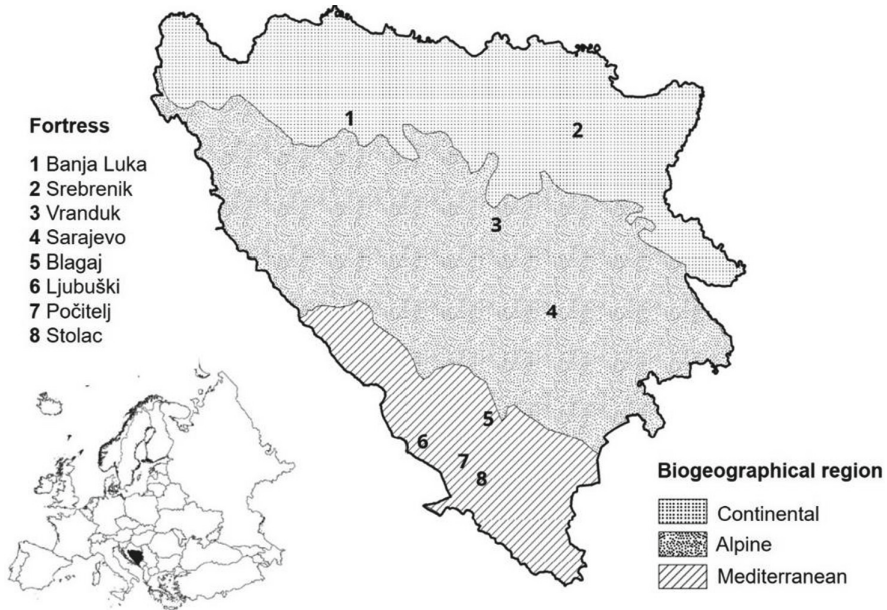 Fortress
1 Banja Luka
2 Srebrenik
3 Vranduk
4 Sarajevo
5 Blagaj
6 Ljubuški
7 Počitelj
8 Stolac
1
2
3
4
5
6
7
8
Biogeographical region
Continental
Alpine
Mediterranean